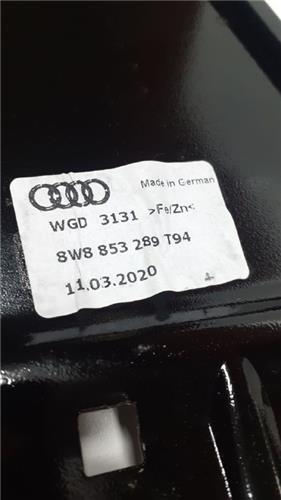 Made in German
WGD 3131 >Fe/Zn<
8W8 853 289 T94
11.03.2020